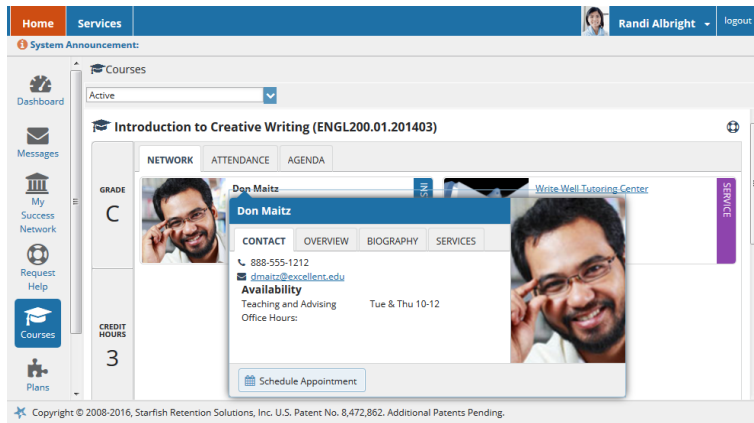 Home Services Randi Albright logout
System Announcement:
Courses
Active
Dashboard
Messages
My
Success
Network
Request
Help
Courses
Plans
Introduction to Creative Writing (ENGL200.01.201403)
NETWORK ATTENDANCE AGENDA
GRADE
C
CREDIT
HOURS
3
Don Maitz
INS
Write Well Tutoring Center
SERVICE
Don Maitz
CONTACT OVERVIEW BIOGRAPHY SERVICES
888-555-1212
dmaitz@excellent.edu
Availability
Teaching and Advising Tue & Thu 10-12
Office Hours:
Schedule Appointment
Copyright © 2008-2016, Starfish Retention Solutions, Inc. U.S. Patent No. 8,472,862. Additional Patents Pending.